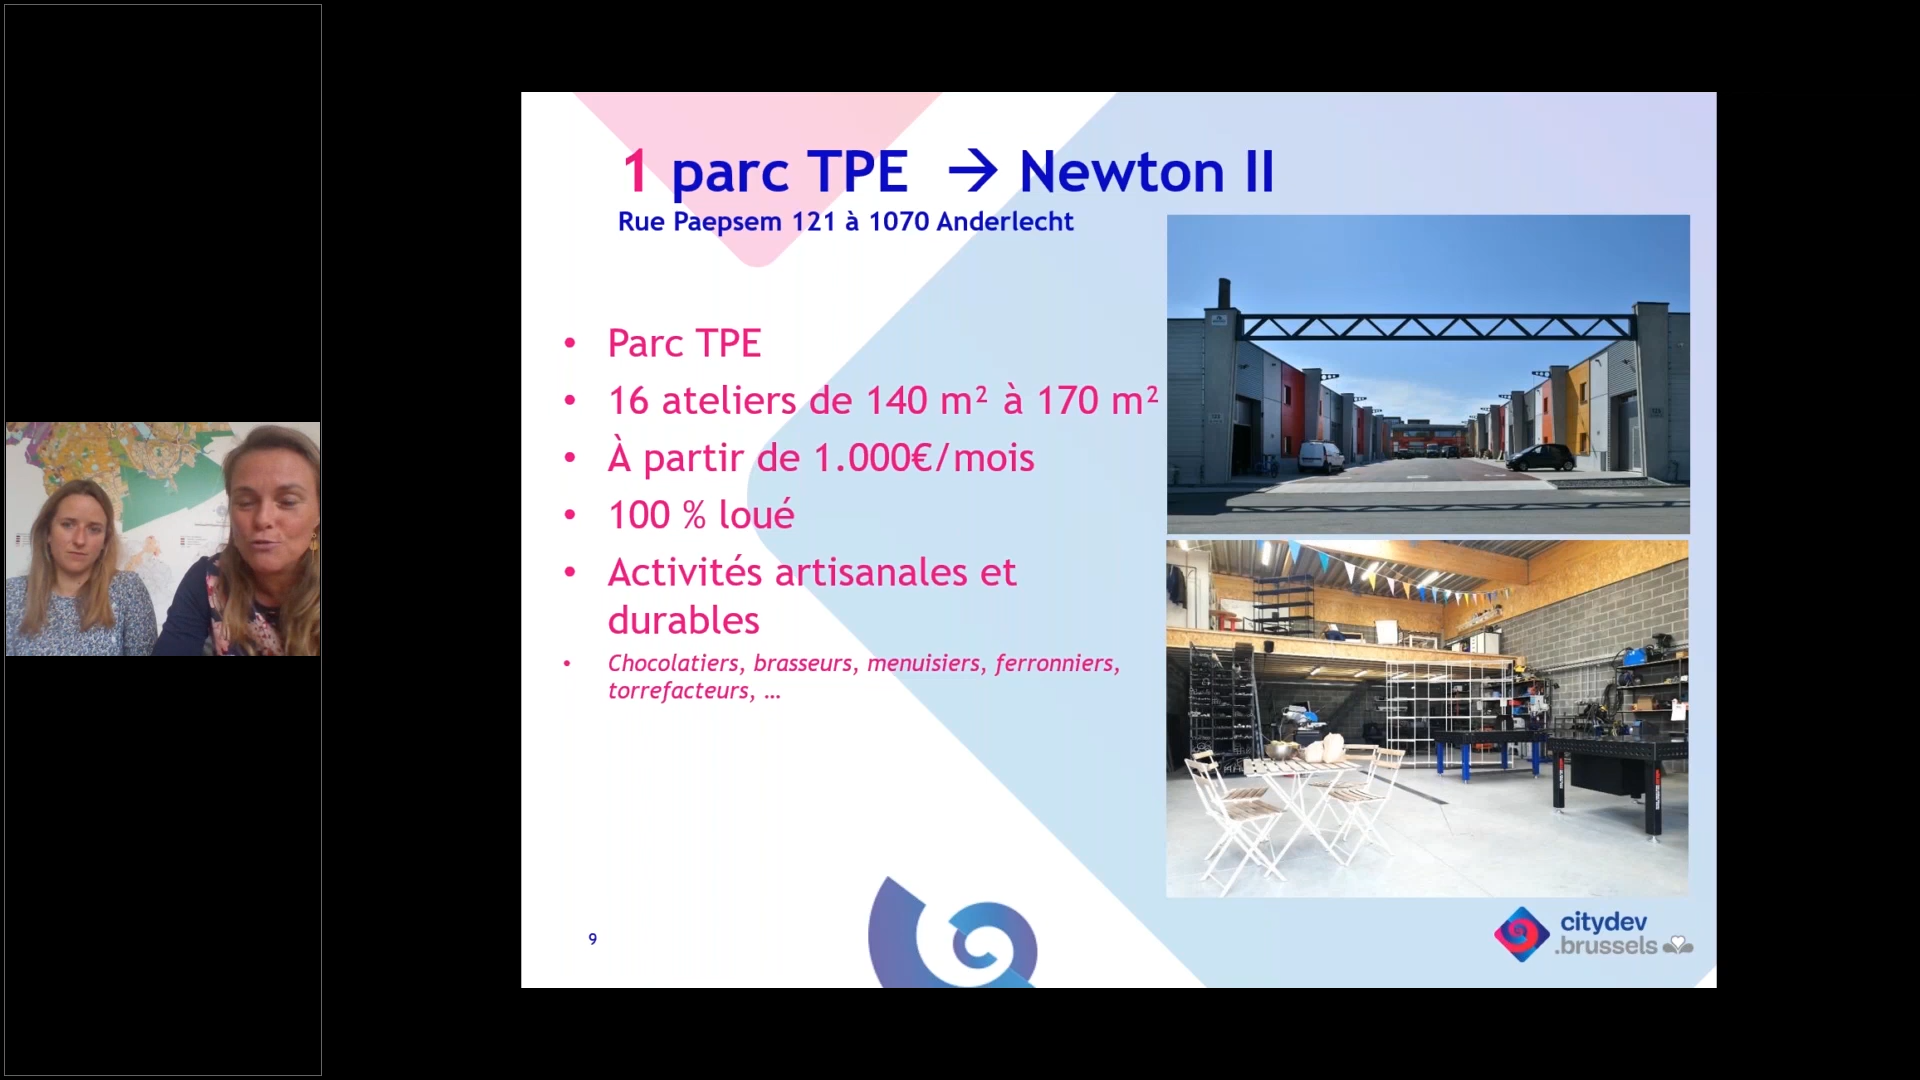 1 parc TPE → Newton II
Rue Paepsem 121 à 1070 Anderlecht
• Parc TPE
• 16 ateliers de 140 m² à 170 m²
• À partir de 1.000€/mois
• 100 % loué
• Activités artisanales et
durables
• Chocolatiers, brasseurs, menuisiers, ferronniers,
torrefacteurs, ...
9
citydev
.brussels